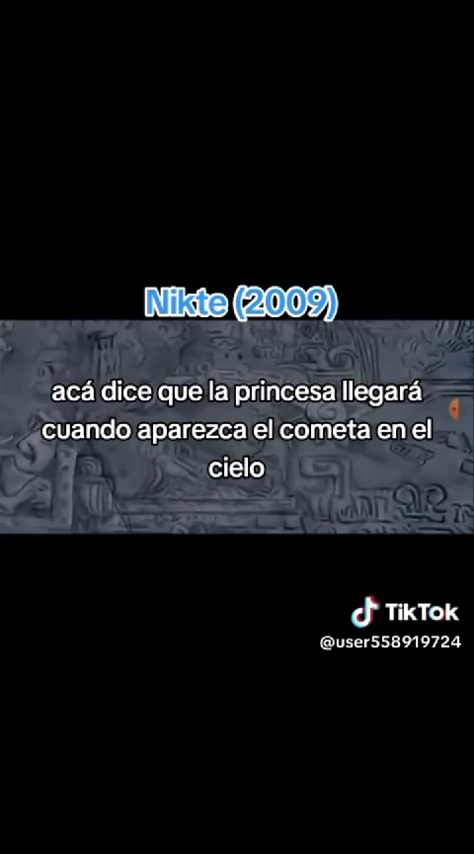 Nikte (2009)
acá dice que la princesa llegará
cuando aparezca el cometa en el
cielo
TikTok
@user558919724